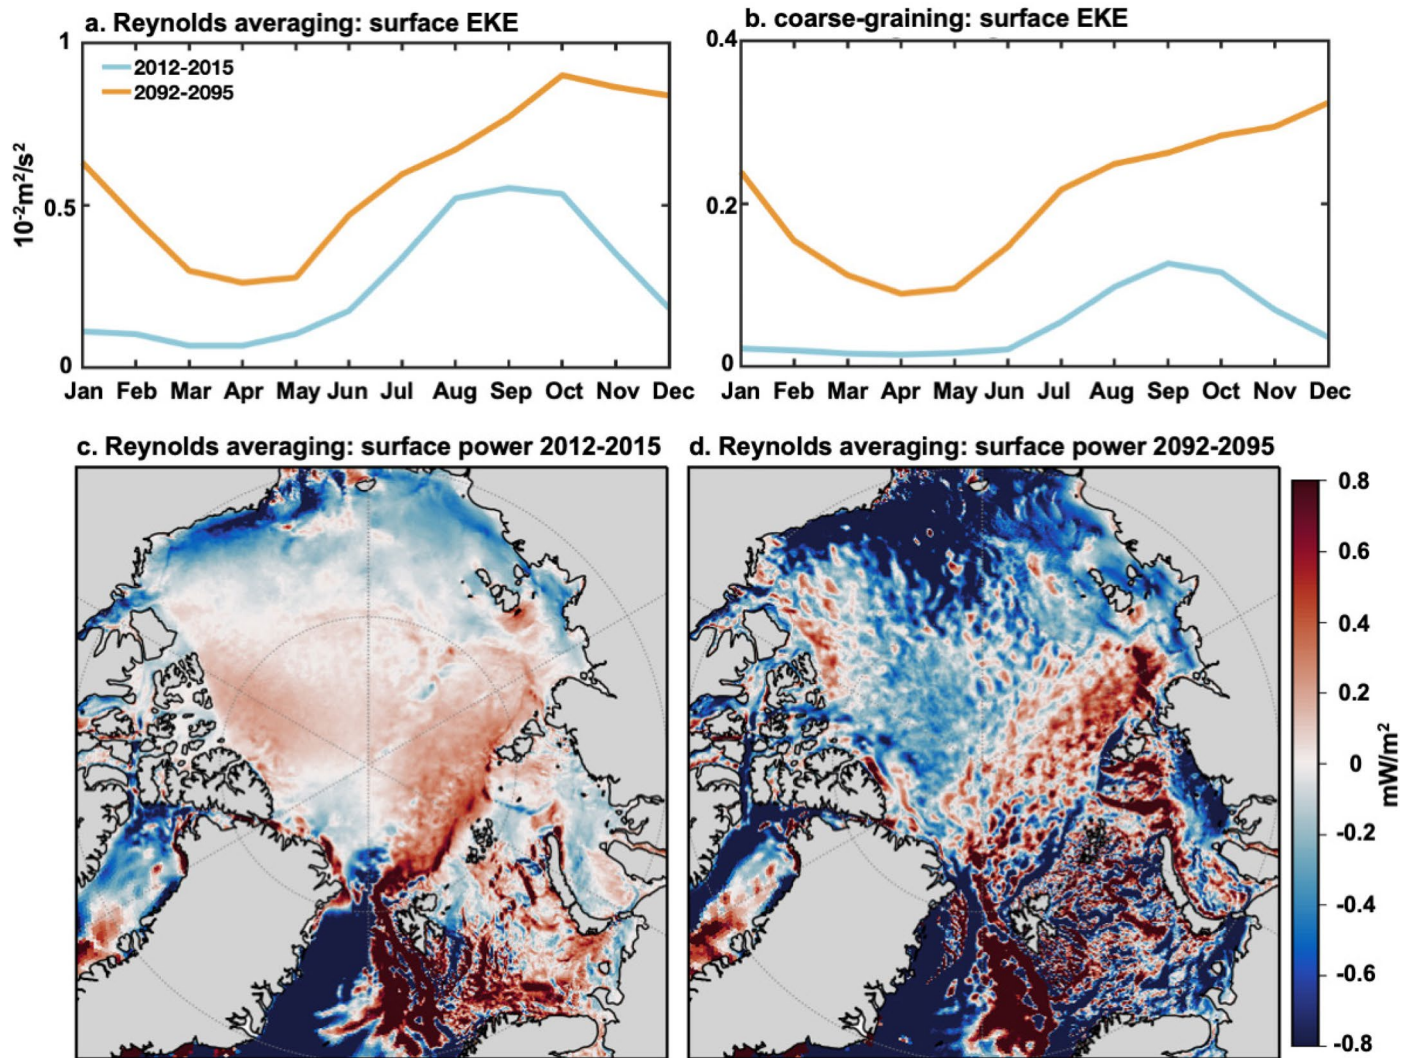 a. Reynolds averaging: surface EKE
1
2012-2015
2092-2095
10⁻²m²/s²
0.5
0
Jan Feb Mar Apr May Jun Jul Aug Sep Oct Nov Dec
b. coarse-graining: surface EKE
0.4
0.2
0
Jan Feb Mar Apr May Jun Jul Aug Sep Oct Nov Dec
c. Reynolds averaging: surface power 2012-2015
d. Reynolds averaging: surface power 2092-2095
0.8
0.6
0.4
0.2
0
-0.2
-0.4
-0.6
-0.8
mW/m²